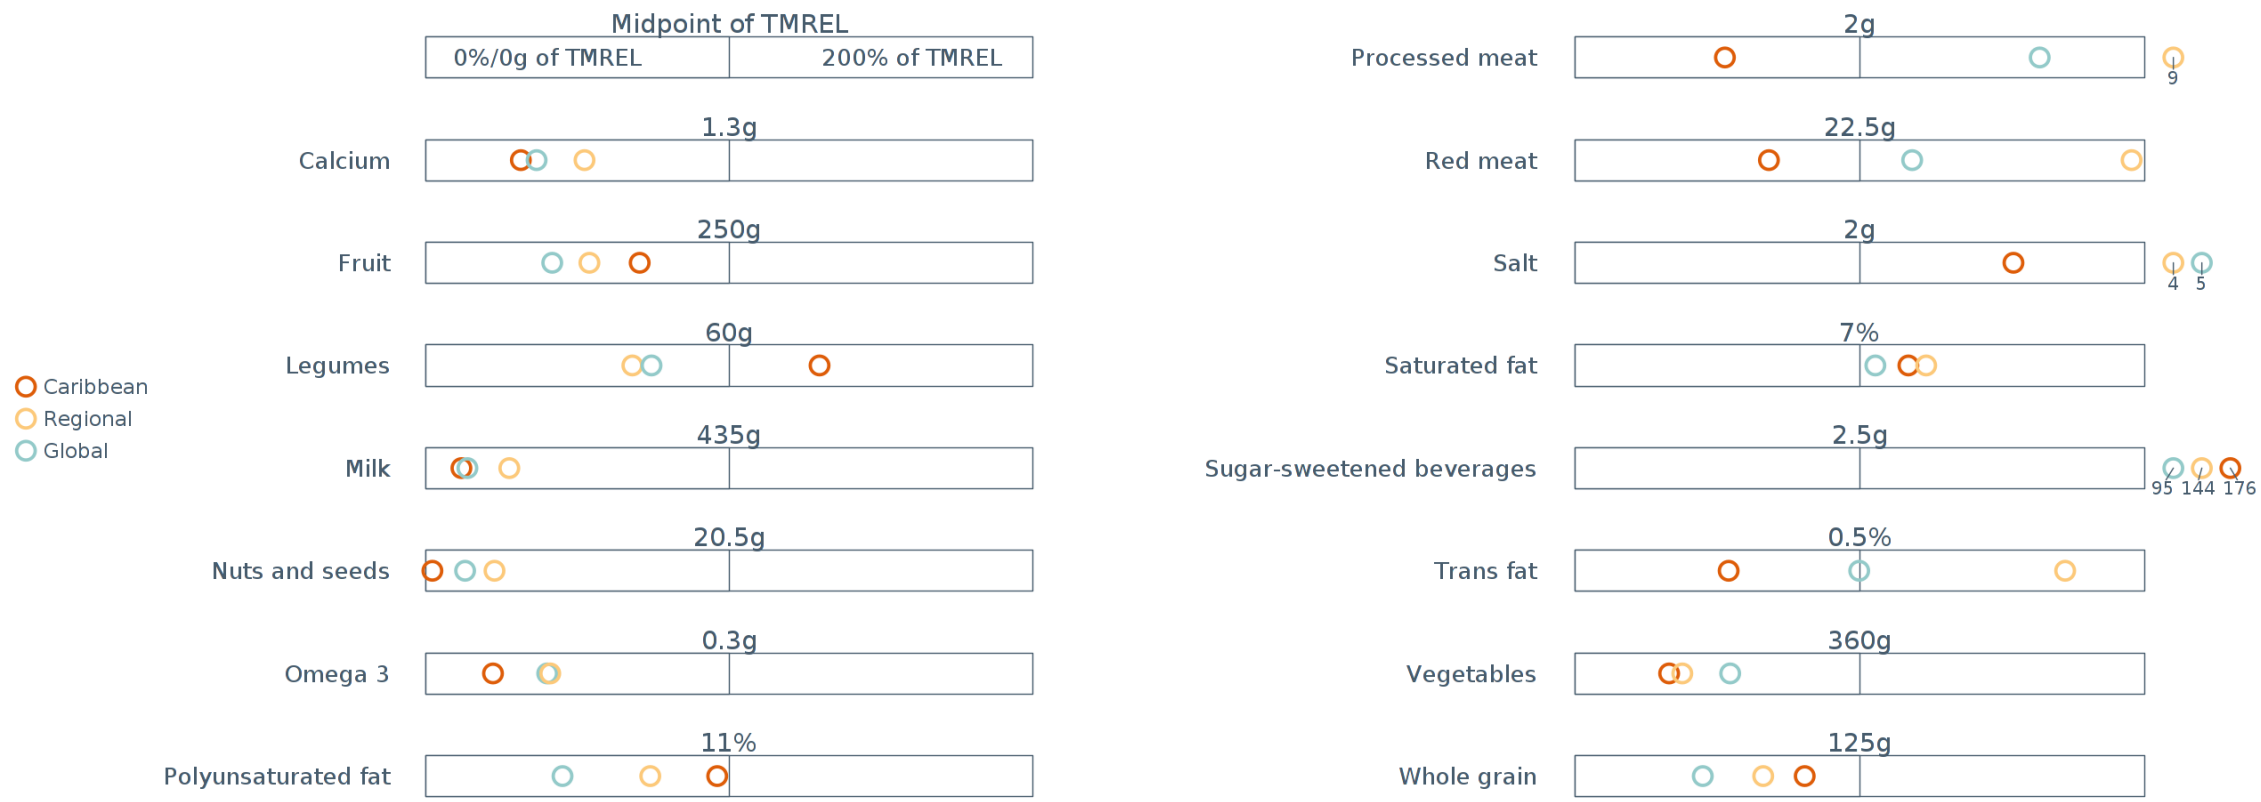 Midpoint of TMREL
0%/0g of TMREL 200% of TMREL
1.3g
Calcium
250g
Fruit
60g
Legumes
435g
Milk
20.5g
Nuts and seeds
0.3g
Omega 3
11%
Polyunsaturated fat
Caribbean
Regional
Global
2g
Processed meat
9
22.5g
Red meat
2g
Salt
4 5
7%
Saturated fat
2.5g
Sugar-sweetened beverages
95 144 176
0.5%
Trans fat
360g
Vegetables
125g
Whole grain